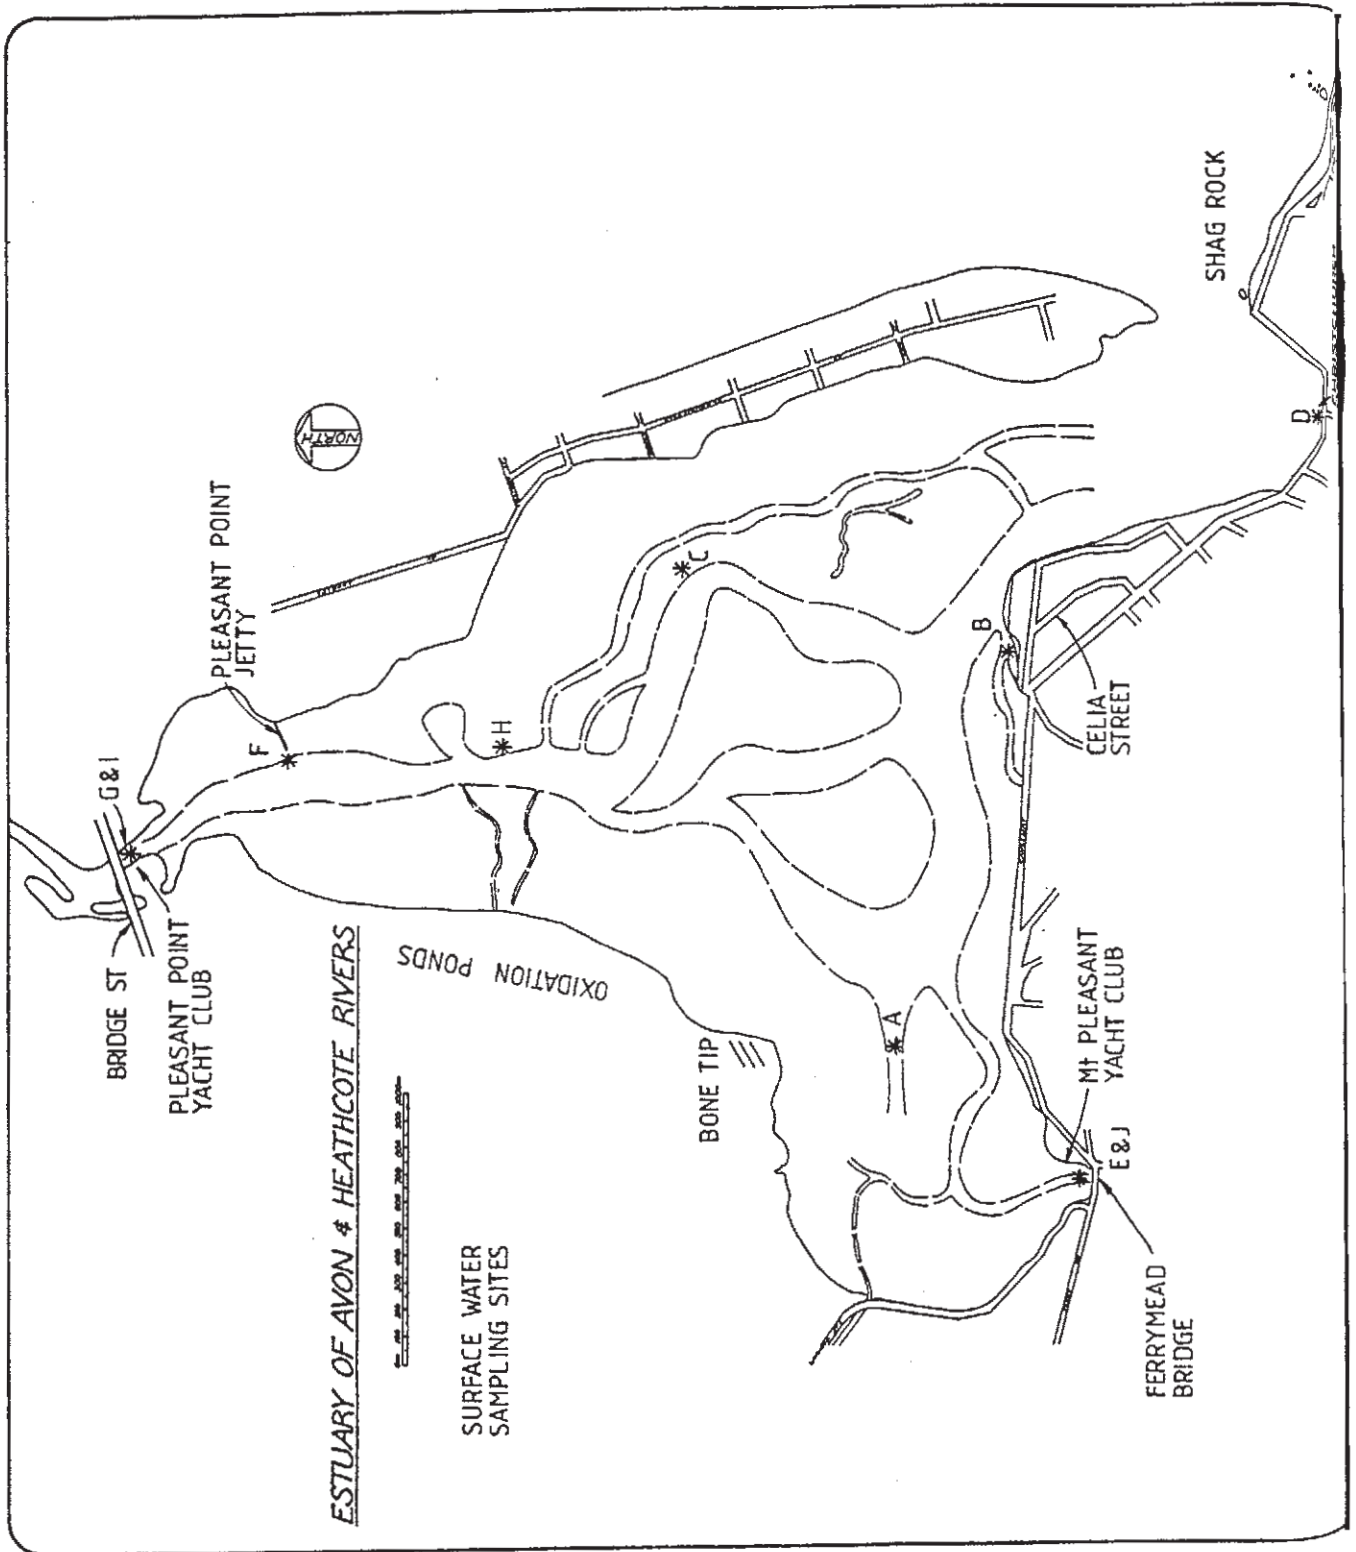 ESTUARY OF AVON & HEATHCOTE RIVERS
SURFACE WATER
SAMPLING SITES
BRIDGE ST
PLEASANT POINT
YACHT CLUB
G & I
PLEASANT POINT
JETTY
F
NORTH
H
OXIDATION PONDS
C
BONE TIP
A
B
CELIA
STREET
Mt PLEASANT
YACHT CLUB
E & J
FERRYMEAD
BRIDGE
D
SHAG ROCK